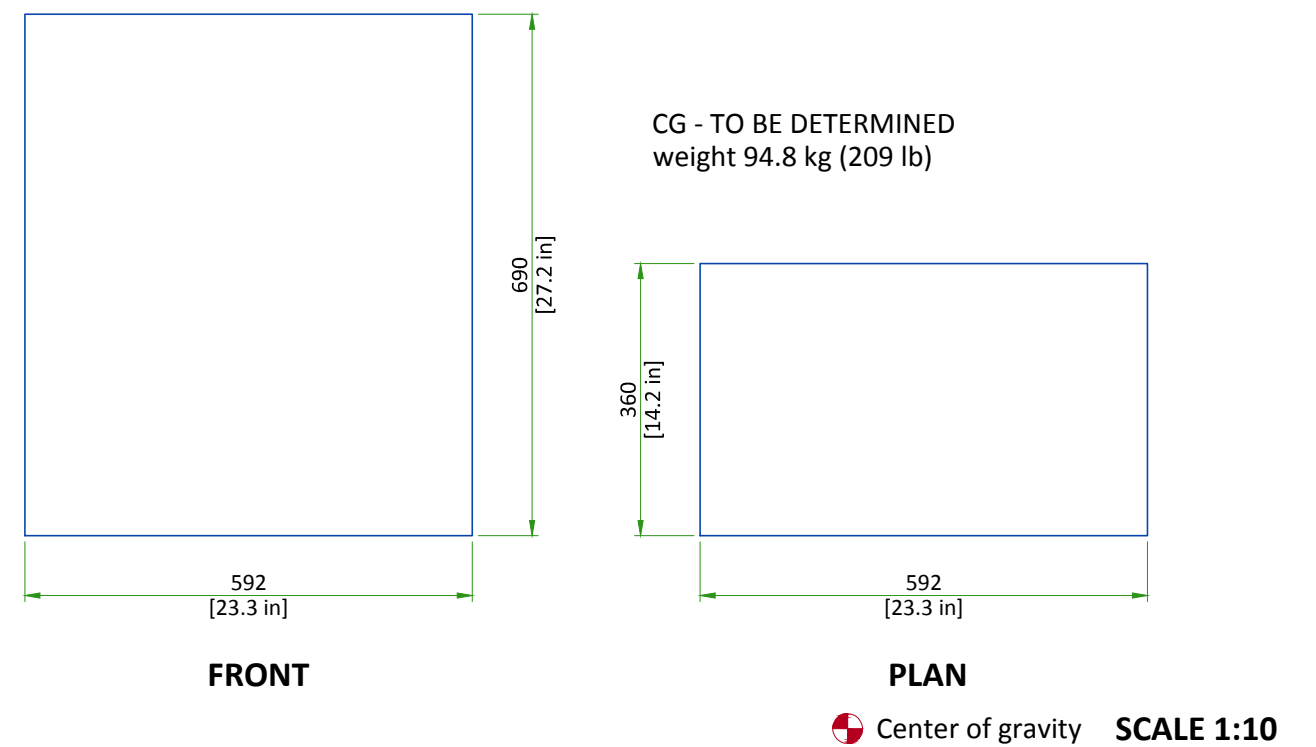 CG - TO BE DETERMINED
weight 94.8 kg (209 lb)
690
[27.2 in]
360
[14.2 in]
592
[23.3 in]
592
[23.3 in]
FRONT
PLAN
Center of gravity SCALE 1:10